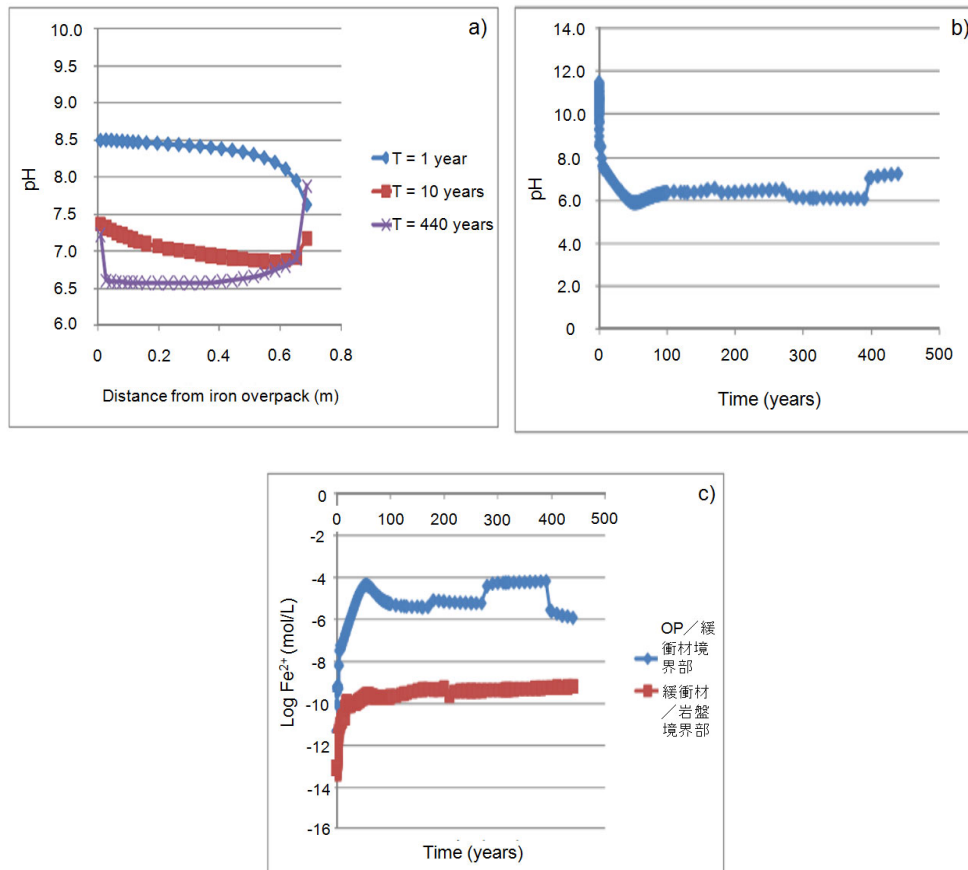 a)
10.0
9.5
9.0
8.5
8.0
7.5
7.0
6.5
6.0
pH
0 0.2 0.4 0.6 0.8
Distance from iron overpack (m)
T = 1 year
T = 10 years
T = 440 years
b)
14.0
12.0
10.0
8.0
6.0
4.0
2.0
0
pH
0 100 200 300 400 500
Time (years)
c)
0
-2
-4
-6
-8
-10
-12
-14
-16
Log Fe²⁺ (mol/L)
0 100 200 300 400 500
Time (years)
OP／緩
衝材境
界部
緩衝材
／岩盤
境界部